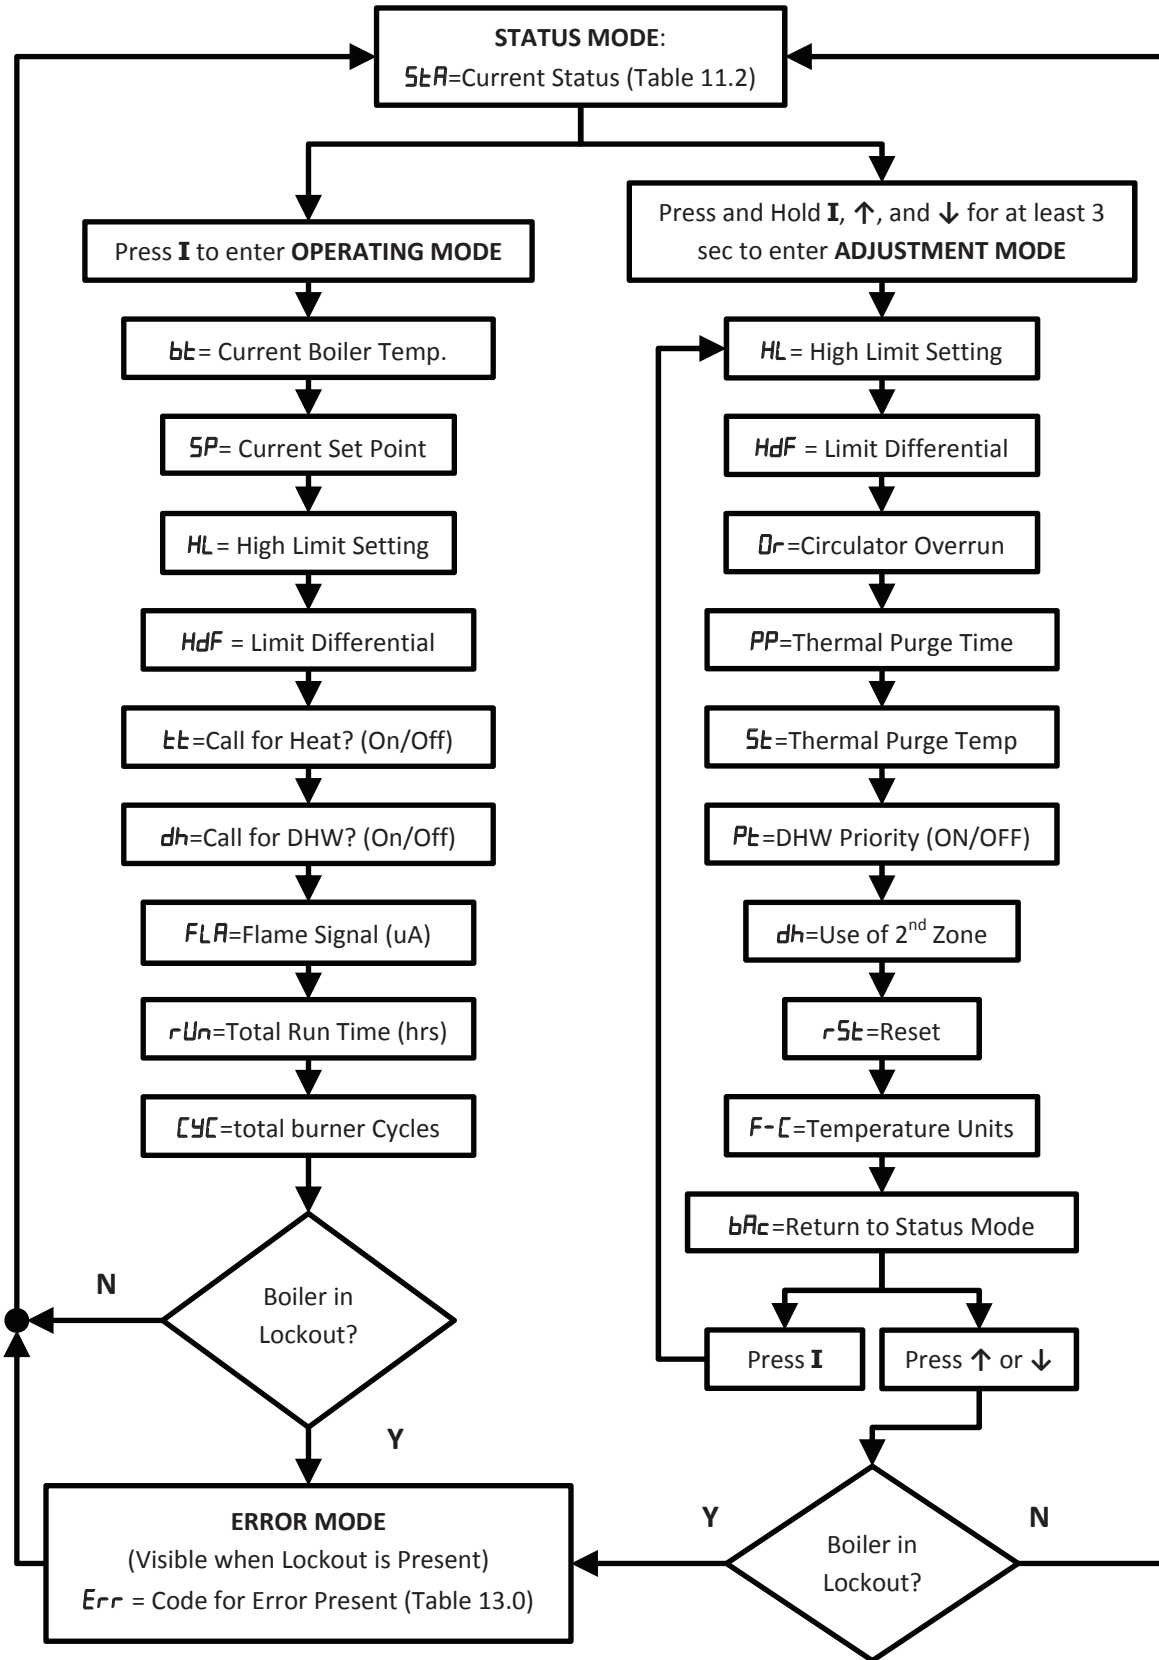 STATUS MODE:
StA=Current Status (Table 11.2)
Press I to enter OPERATING MODE
bt= Current Boiler Temp.
SP= Current Set Point
HL= High Limit Setting
HdF = Limit Differential
tt=Call for Heat? (On/Off)
dh=Call for DHW? (On/Off)
FLA=Flame Signal (uA)
rUn=Total Run Time (hrs)
CYC=total burner Cycles
Boiler in
Lockout?
N
Y
ERROR MODE
(Visible when Lockout is Present)
Err = Code for Error Present (Table 13.0)
Press and Hold I, ↑, and ↓ for at least 3
sec to enter ADJUSTMENT MODE
HL= High Limit Setting
HdF = Limit Differential
Or=Circulator Overrun
PP=Thermal Purge Time
St=Thermal Purge Temp
Pt=DHW Priority (ON/OFF)
dh=Use of 2nd Zone
rSt=Reset
F-C=Temperature Units
bAc=Return to Status Mode
Press I
Press ↑ or ↓
Boiler in
Lockout?
Y
N